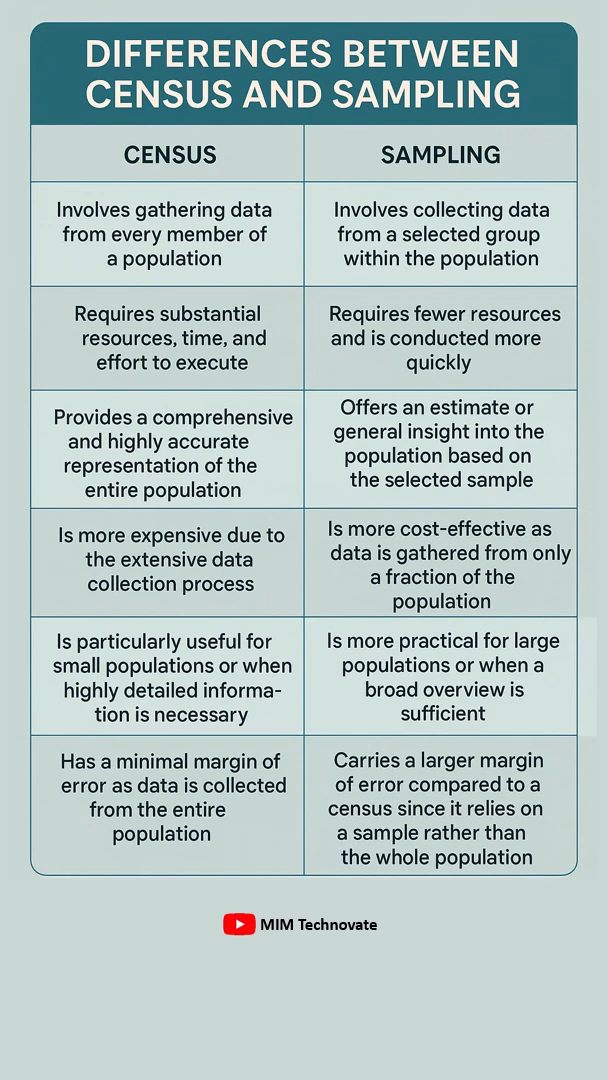 DIFFERENCES BETWEEN
CENSUS AND SAMPLING
CENSUS
SAMPLING
Involves gathering data
from every member of
a population
Involves collecting data
from a selected group
within the population
Requires substantial
resources, time, and
effort to execute
Requires fewer resources
and is conducted more
quickly
Provides a comprehensive
and highly accurate
representation of the
entire population
Offers an estimate or
general insight into the
population based on
the selected sample
Is more expensive due to
the extensive data
collection process
Is more cost-effective as
data is gathered from only
a fraction of the
population
Is particularly useful for
small populations or when
highly detailed informa-
tion is necessary
Is more practical for large
populations or when a
broad overview is
sufficient
Has a minimal margin of
error as data is collected
from the entire
population
Carries a larger margin
of error compared to a
census since it relies on
a sample rather than
the whole population
MIM Technovate